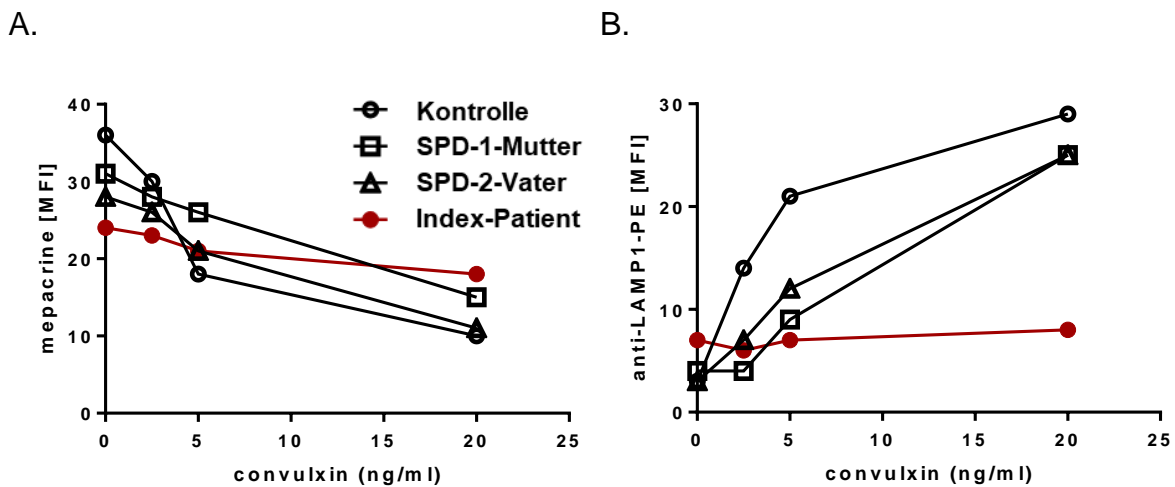 A.
mepacrine [MFI]
40
30
20
10
0
0
5
10
15
20
25
convulxin (ng/ml)
Kontrolle
SPD-1-Mutter
SPD-2-Vater
Index-Patient
B.
anti-LAMP1-PE [MFI]
30
20
10
0
0
5
10
15
20
25
convulxin (ng/ml)